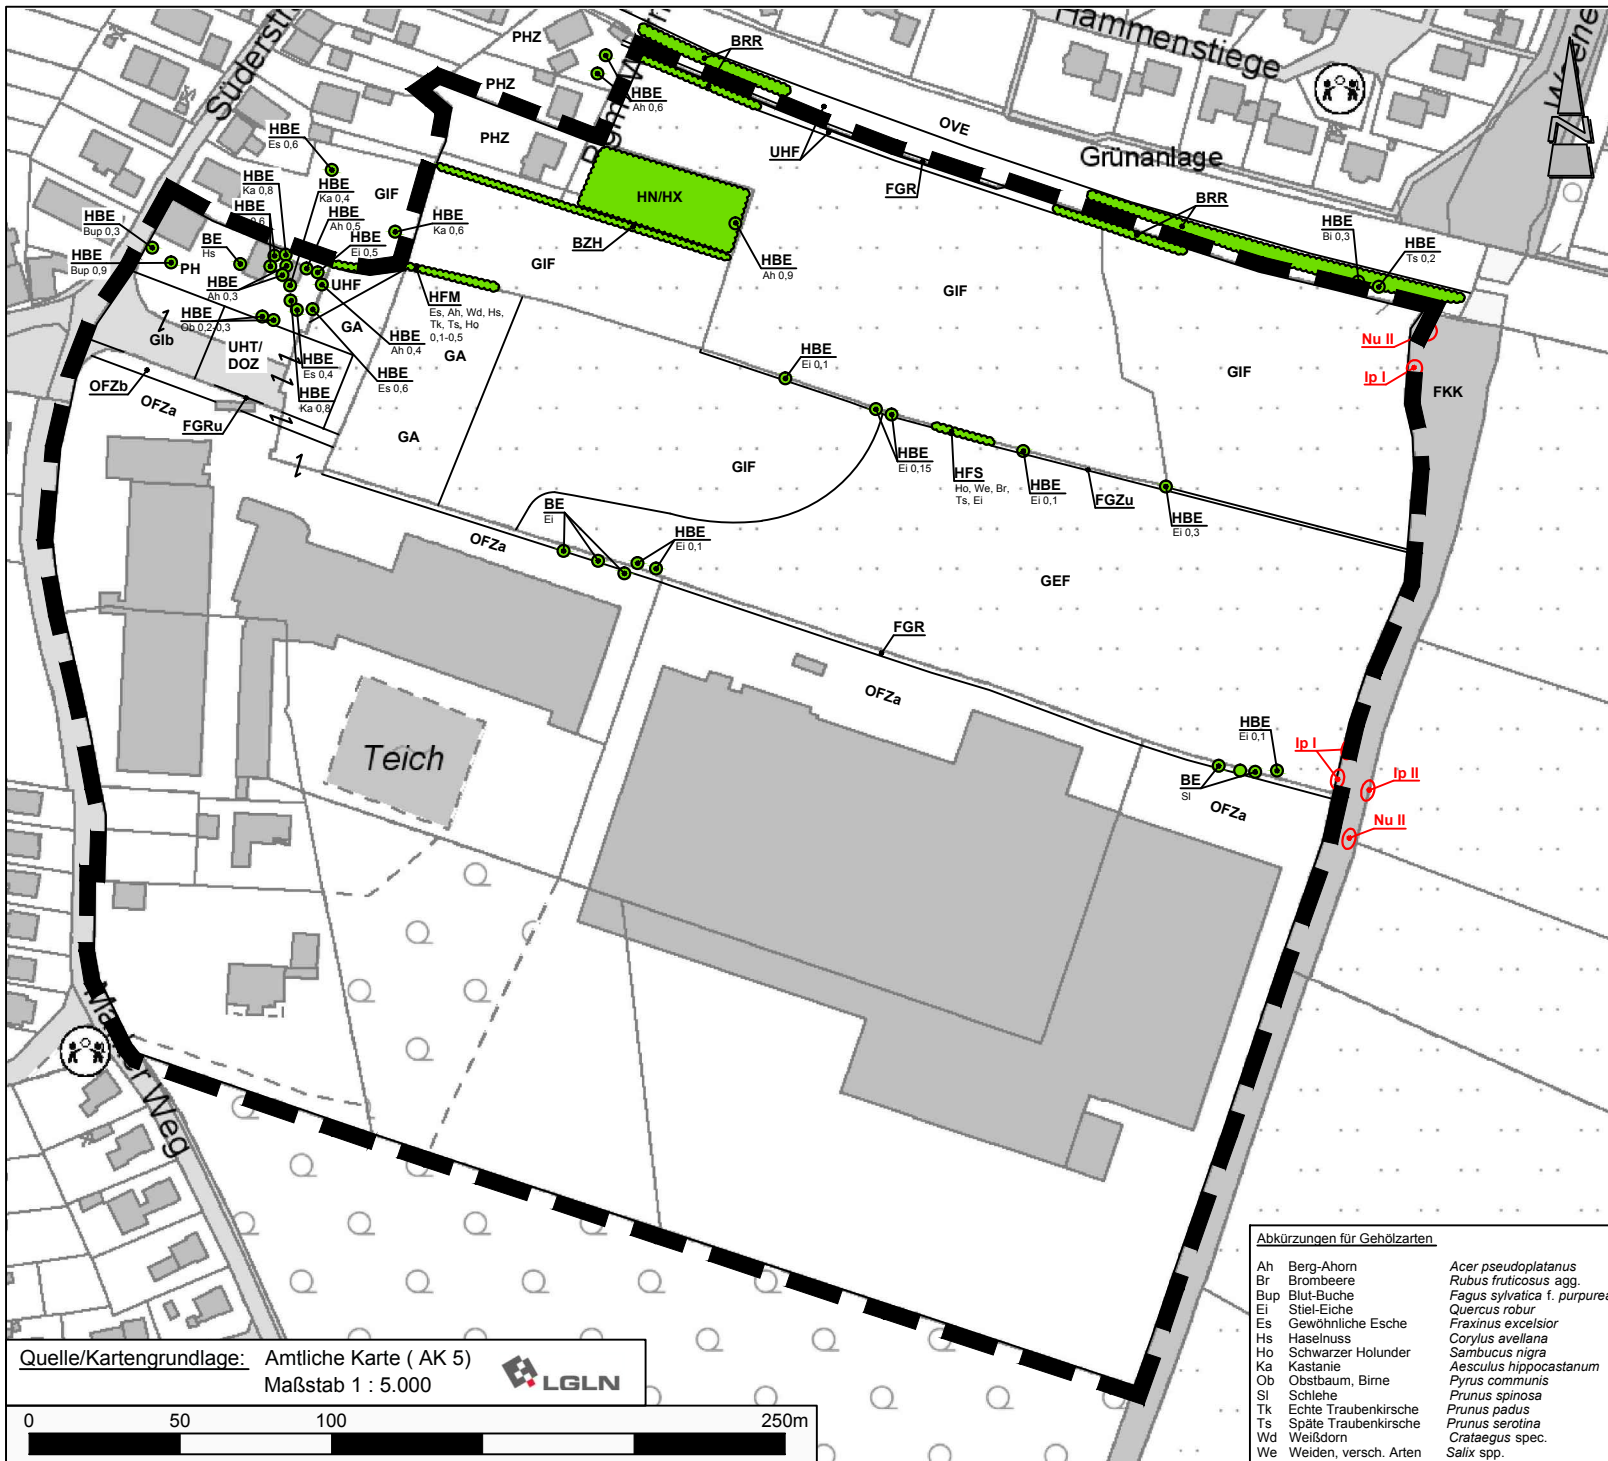 Süderstr
PHZ
BRR
Hammenstiege
HBE
Ah 0,6
PHZ
PHZ
OVE
Grünanlage
UHF
FGR
HBE
Es 0,6
HBE
Ka 0,8
HBE
Ka 0,4
GIF
HN/HX
BRR
HBE
HBE
Ah 0,5
HBE
Bup 0,3
BE
Hs
HBE
Ei 0,5
HBE
Ka 0,6
BZH
HBE
Bi 0,3
HBE
Ts 0,2
HBE
Bup 0,9
PH
GIF
HBE
Ah 0,9
HBE
Ah 0,3
UHF
HFM
Es, Ah, Wd, Hs,
Tk, Ts, Ho
0,1-0,5
GIF
HBE
Ob 0,2-0,3
GA
HBE
Ah 0,4
GIb
UHT/
DOZ
GA
HBE
Ei 0,1
Nu II
HBE
Es 0,4
HBE
Es 0,6
GIF
Ip I
OFZb
FKK
OFZa
HBE
Ka 0,8
FGRu
GA
GIF
HBE
Ei 0,15
HFS
Ho, We, Br,
Ts, Ei
HBE
Ei 0,1
FGZu
HBE
Ei 0,3
BE
Ei
HBE
Ei 0,1
OFZa
GEF
FGR
OFZa
Teich
HBE
Ei 0,1
Ip I
Ip II
BE
Sl
OFZa
Nu II
Weg
Abkürzungen für Gehölzarten
Ah Berg-Ahorn Acer pseudoplatanus
Br Brombeere Rubus fruticosus agg.
Bup Blut-Buche Fagus sylvatica f. purpurea
Ei Stiel-Eiche Quercus robur
Es Gewöhnliche Esche Fraxinus excelsior
Hs Haselnuss Corylus avellana
Ho Schwarzer Holunder Sambucus nigra
Ka Kastanie Aesculus hippocastanum
Ob Obstbaum, Birne Pyrus communis
Sl Schlehe Prunus spinosa
Tk Echte Traubenkirsche Prunus padus
Ts Späte Traubenkirsche Prunus serotina
Wd Weißdorn Crataegus spec.
We Weiden, versch. Arten Salix spp.
Quelle/Kartengrundlage: Amtliche Karte ( AK 5)
Maßstab 1 : 5.000
LGLN
0 50 100 250m